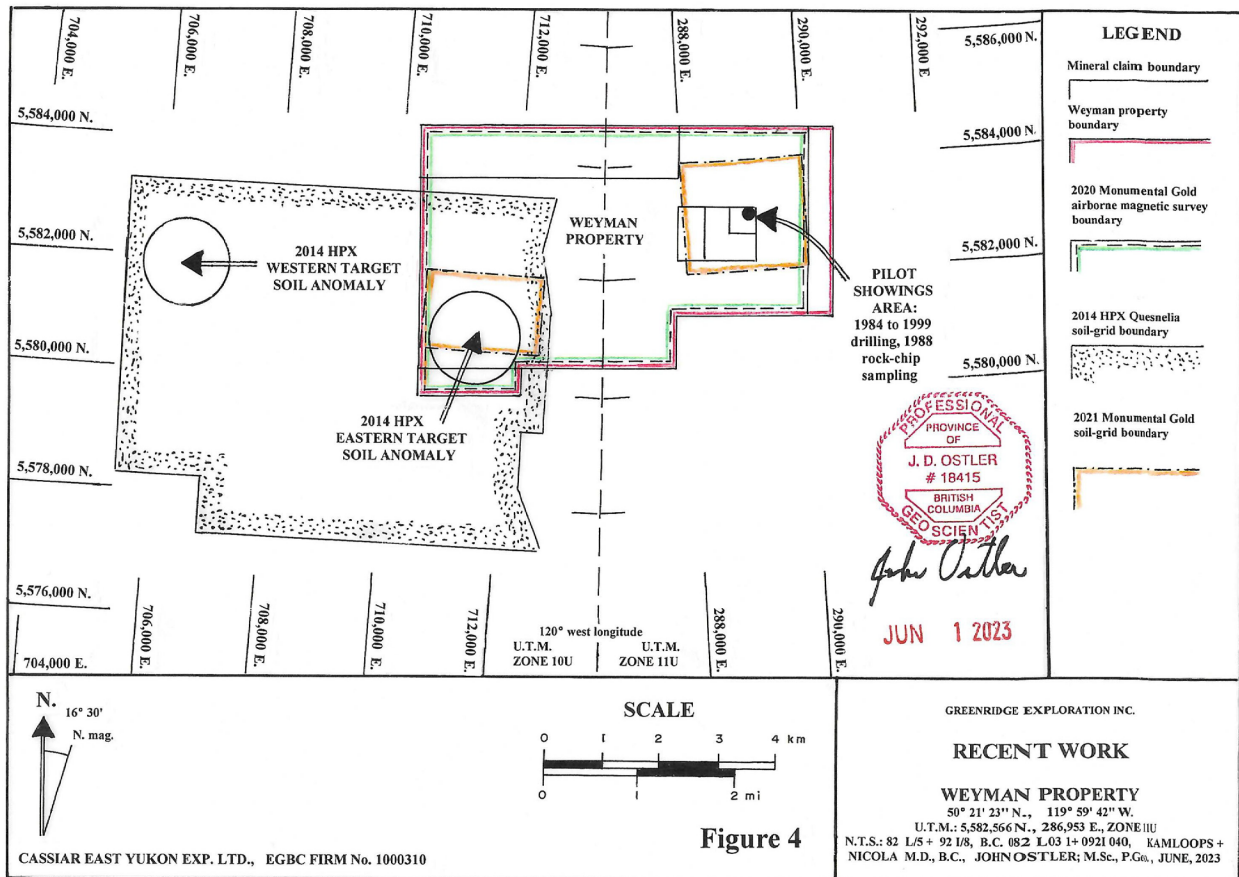 704,000 E.
706,000 E.
708,000 E.
710,000 E.
712,000 E.
288,000 E.
290,000 E.
292,000 E.
5,586,000 N.
5,584,000 N.
5,584,000 N.
5,582,000 N.
5,582,000 N.
5,580,000 N.
5,580,000 N.
5,578,000 N.
5,576,000 N.
704,000 E.
706,000 E.
708,000 E.
710,000 E.
712,000 E.
288,000 E.
290,000 E.
WEYMAN
PROPERTY
2014 HPX
WESTERN TARGET
SOIL ANOMALY
2014 HPX
EASTERN TARGET
SOIL ANOMALY
PILOT
SHOWINGS
AREA:
1984 to 1999
drilling, 1988
rock-chip
sampling
120° west longitude
U.T.M.
ZONE 10U
U.T.M.
ZONE 11U
PROFESSIONAL
PROVINCE
OF
J. D. OSTLER
# 18415
BRITISH
COLUMBIA
GEOSCIENTIST
John Ostler
JUN 1 2023
LEGEND
Mineral claim boundary
Weyman property
boundary
2020 Monumental Gold
airborne magnetic survey
boundary
2014 HPX Quesnelia
soil-grid boundary
2021 Monumental Gold
soil-grid boundary
N.
16° 30'
N. mag.
SCALE
0 1 2 3 4 km
0 1 2 mi
Figure 4
CASSIAR EAST YUKON EXP. LTD., EGBC FIRM No. 1000310
GREENRIDGE EXPLORATION INC.
RECENT WORK
WEYMAN PROPERTY
50° 21' 23" N., 119° 59' 42" W.
U.T.M.: 5,582,566 N., 286,953 E., ZONE 11U
N.T.S.: 82 L/5 + 92 I/8, B.C. 082 L03 1+ 092I 040, KAMLOOPS +
NICOLA M.D., B.C., JOHN OSTLER; M.Sc., P.Geo., JUNE, 2023